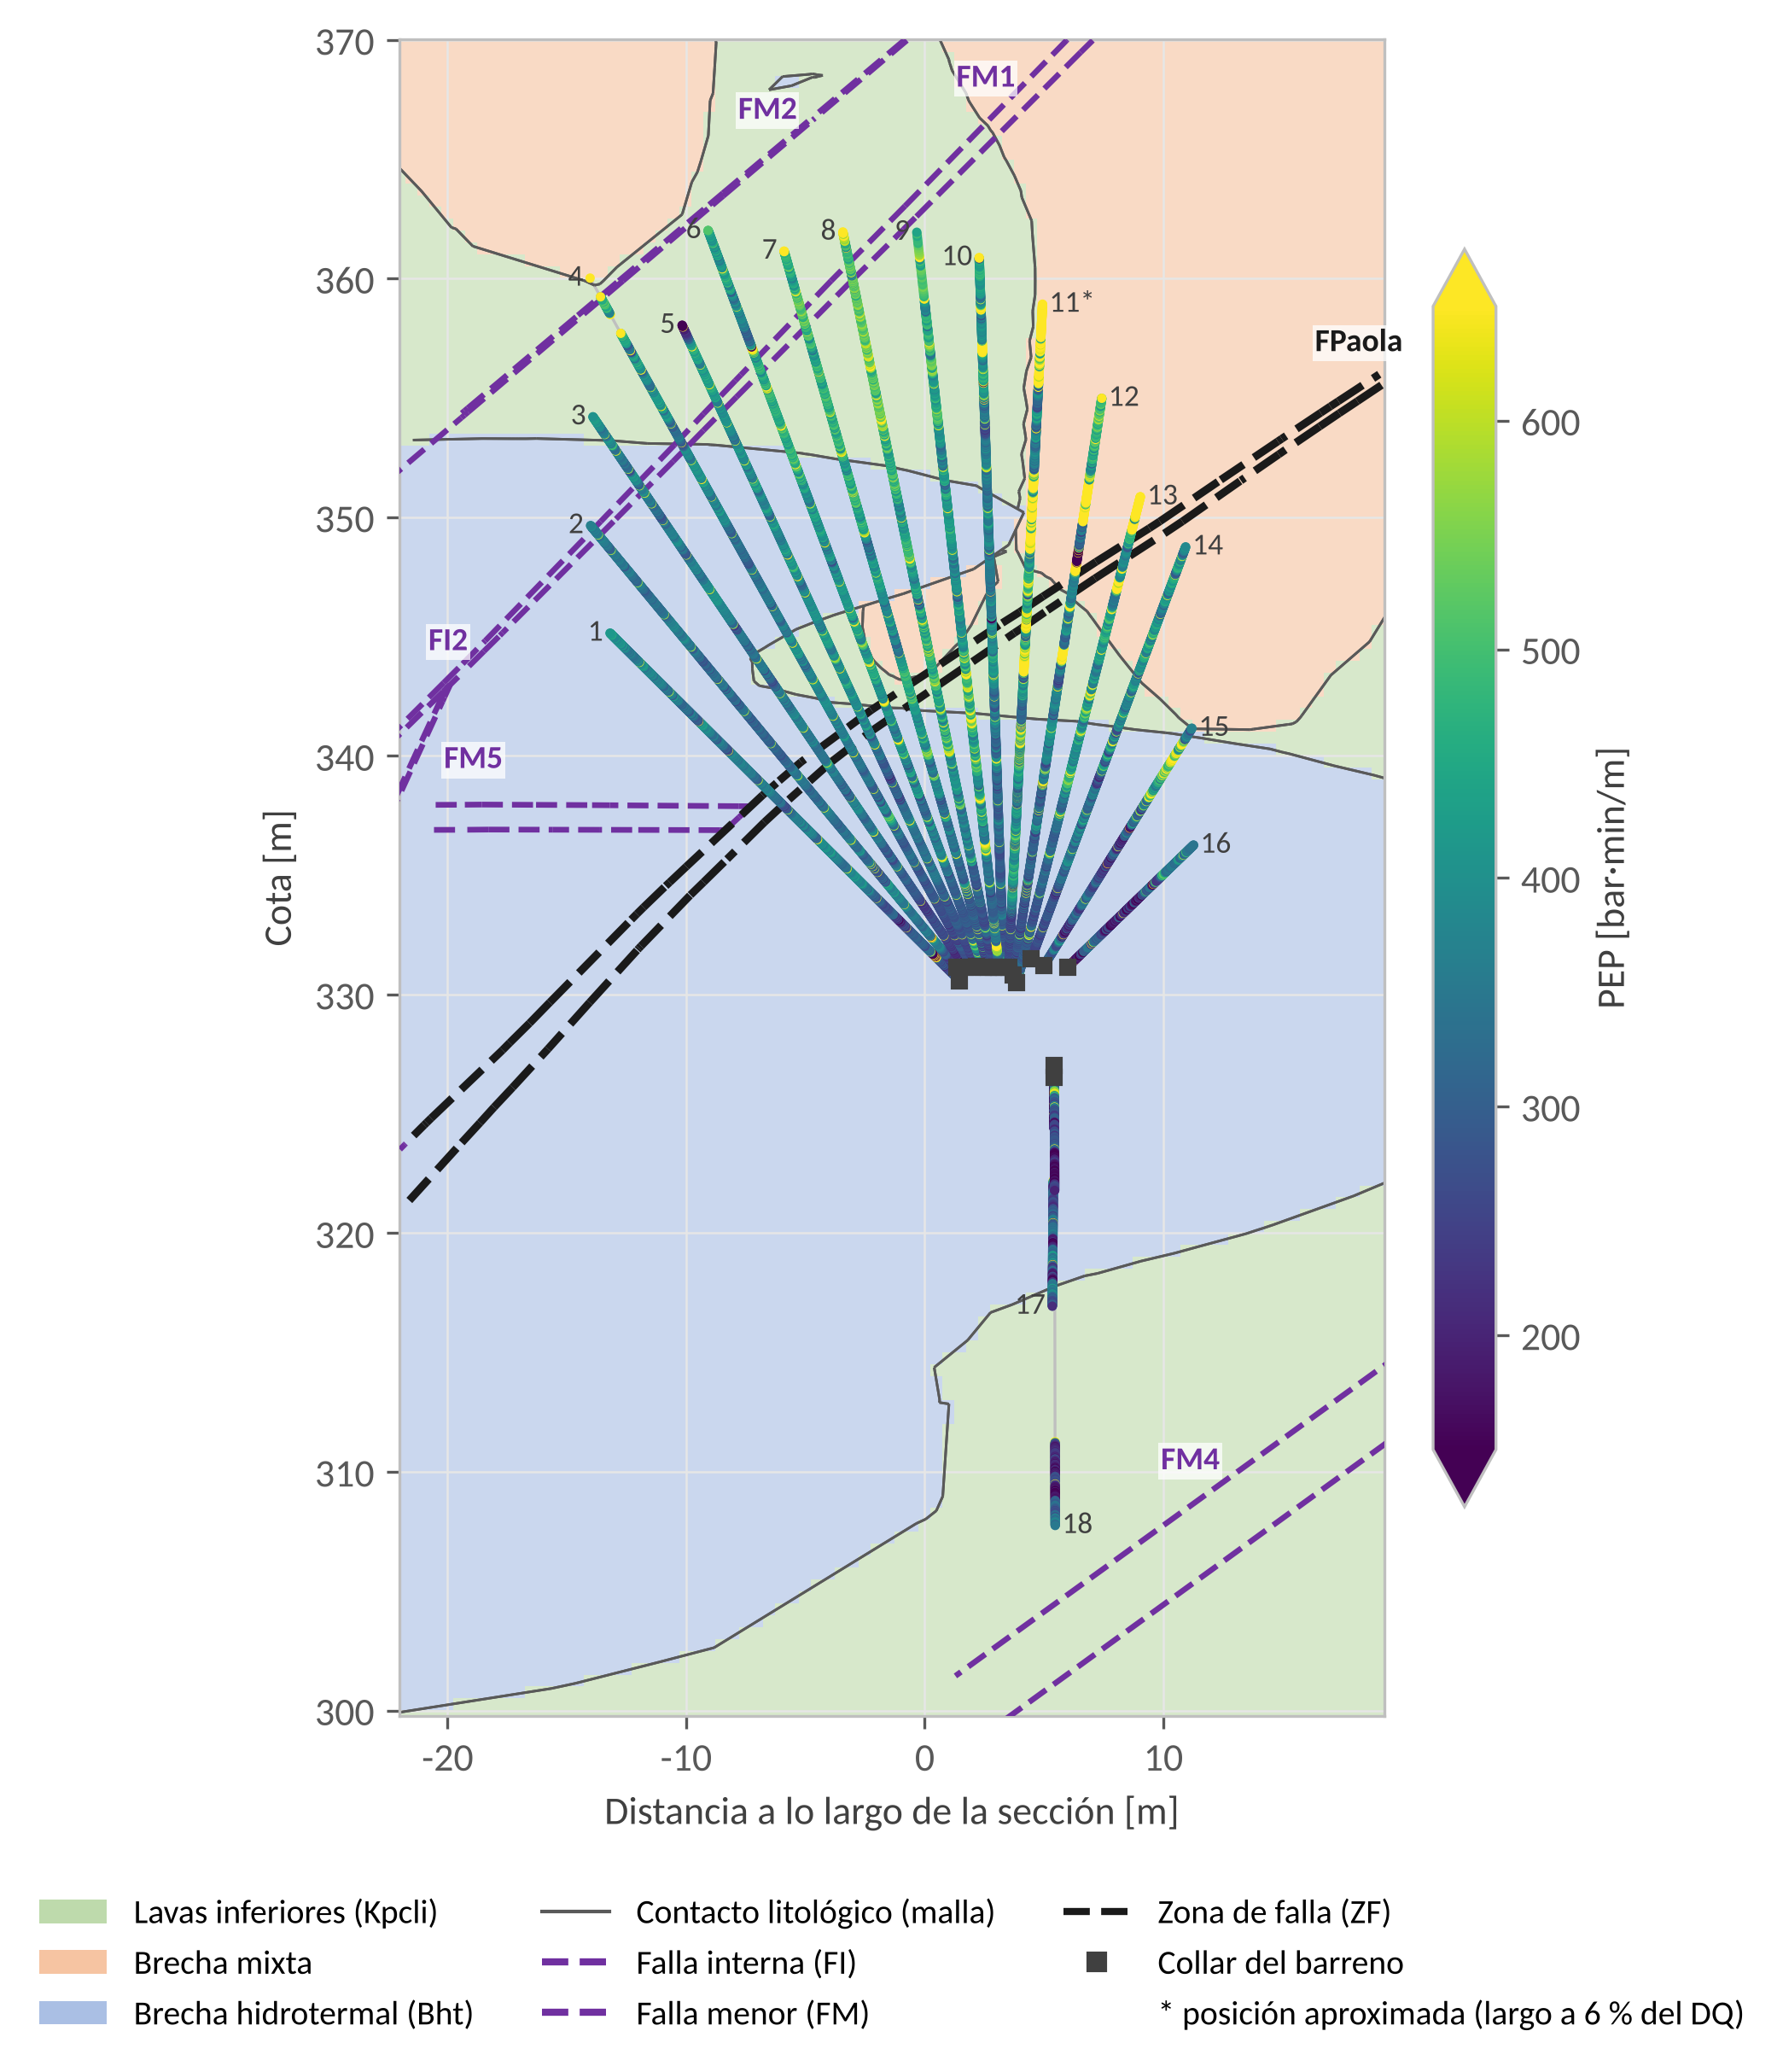 370
360
350
340
330
320
310
300
Cota [m]
-20
-10
0
10
Distancia a lo largo de la sección [m]
FM1
FM2
FPaola
FI2
FM5
FM4
1
2
3
4
5
6
7
8
9
10
11*
12
13
14
15
16
17
18
600
500
400
300
200
PEP [bar·min/m]
Lavas inferiores (Kpcli)
Brecha mixta
Brecha hidrotermal (Bht)
Contacto litológico (malla)
Falla interna (FI)
Falla menor (FM)
Zona de falla (ZF)
Collar del barreno
* posición aproximada (largo a 6 % del DQ)